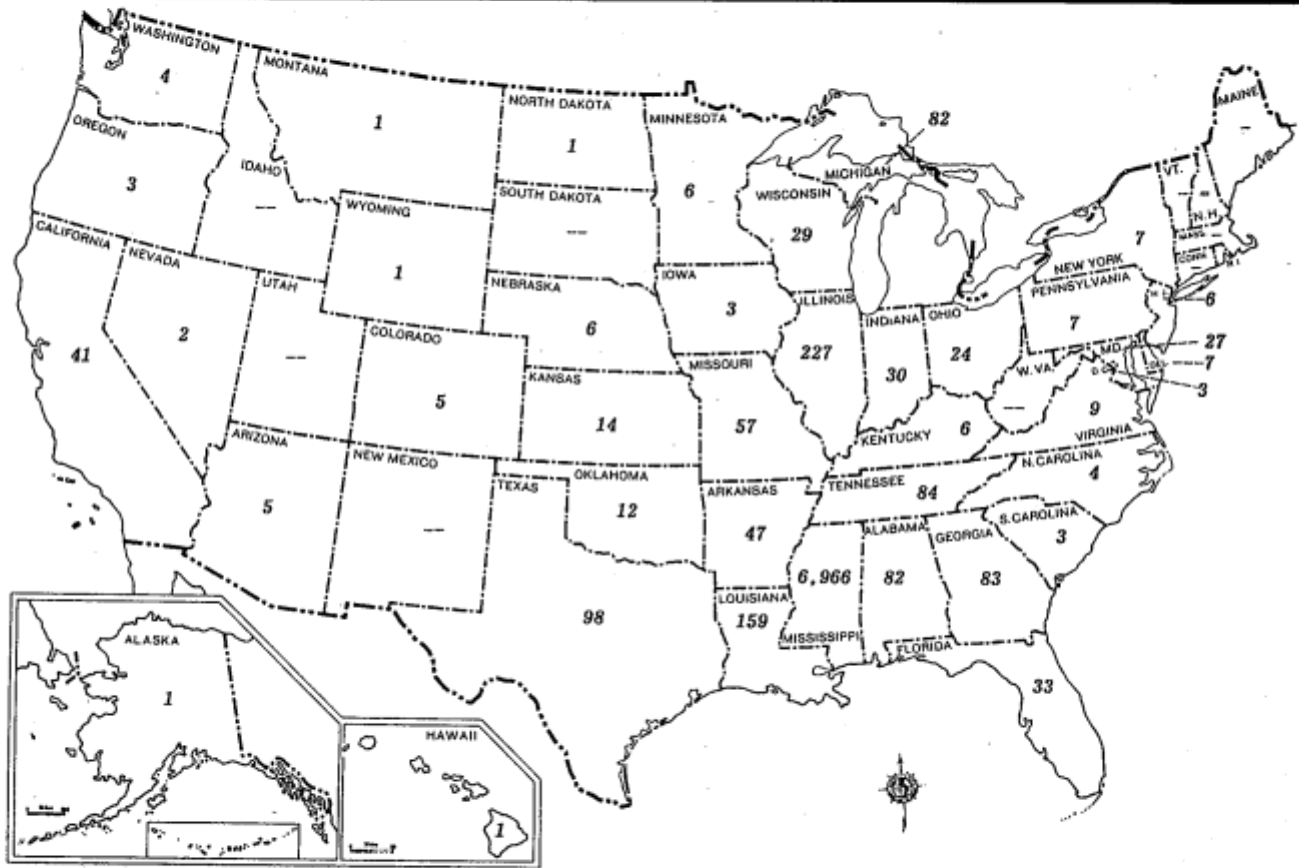 WASHINGTON
4
MONTANA
1
NORTH DAKOTA
1
MINNESOTA
6
82
MAINE
-
OREGON
3
IDAHO
--
SOUTH DAKOTA
--
WISCONSIN
29
MICHIGAN
VT.
--
N.H.
WYOMING
1
CALIFORNIA
41
NEVADA
2
UTAH
--
NEBRASKA
6
IOWA
3
ILLINOIS
227
INDIANA
30
OHIO
24
NEW YORK
7
MASS.
CONN.
R.I.
PENNSYLVANIA
7
N.J.
6
27
7
3
MD.
DEL.
D.C.
W. VA.
--
COLORADO
5
KANSAS
14
MISSOURI
57
KENTUCKY
6
9
VIRGINIA
ARIZONA
5
NEW MEXICO
--
TEXAS
98
OKLAHOMA
12
ARKANSAS
47
TENNESSEE
84
N. CAROLINA
4
S. CAROLINA
3
ALABAMA
82
GEORGIA
83
6,966
MISSISSIPPI
LOUISIANA
159
FLORIDA
33
ALASKA
1
HAWAII
1